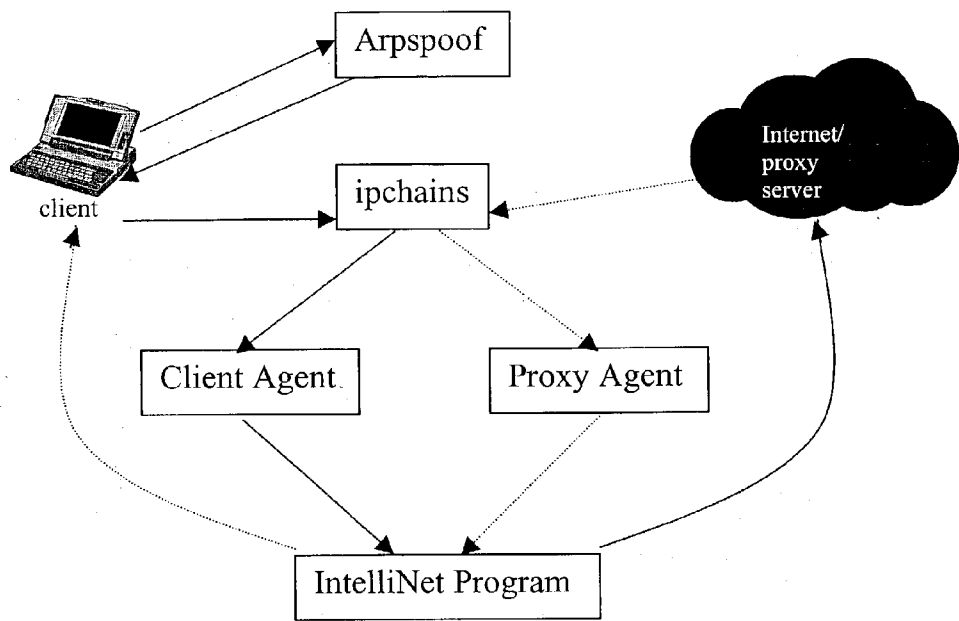 Arpspoof
Internet/
proxy
server
client
ipchains
Client Agent
Proxy Agent
IntelliNet Program